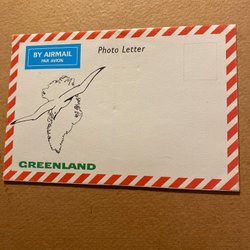 Photo Letter
BY AIRMAIL
PAR AVION
GREENLAND